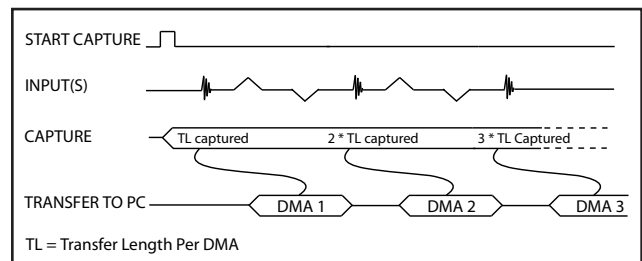 START CAPTURE
INPUT(S)
CAPTURE TL captured 2 * TL captured 3 * TL Captured
TRANSFER TO PC DMA 1 DMA 2 DMA 3
TL = Transfer Length Per DMA